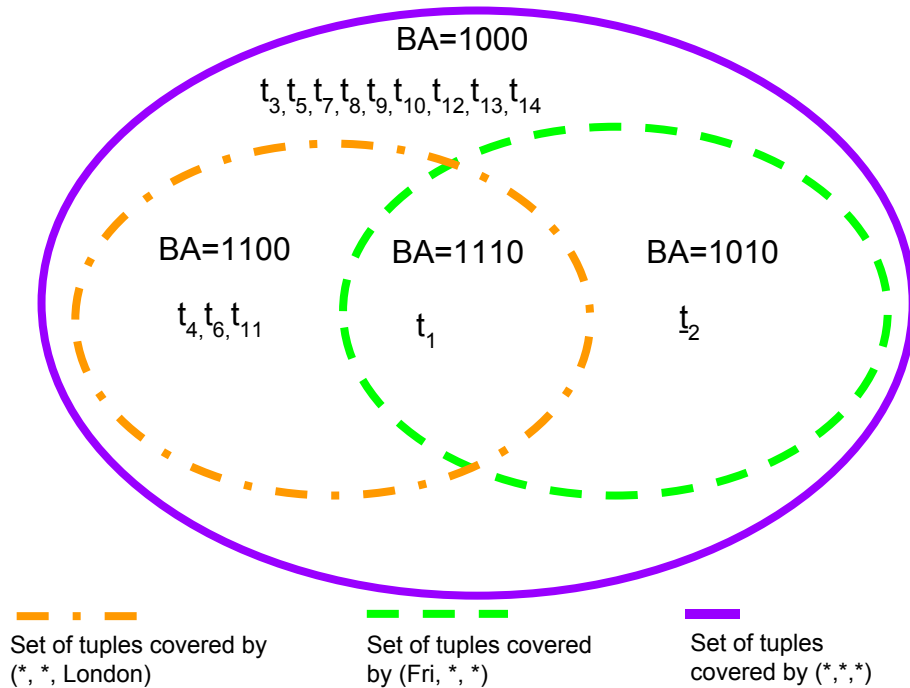 BA=1000
t3,t5,t7,t8,t9,t10,t12,t13,t14
BA=1100
BA=1110
BA=1010
t4,t6,t11
t1
t2
Set of tuples covered by
(*, *, London)
Set of tuples covered
by (Fri, *, *)
Set of tuples
covered by (*,*,*)